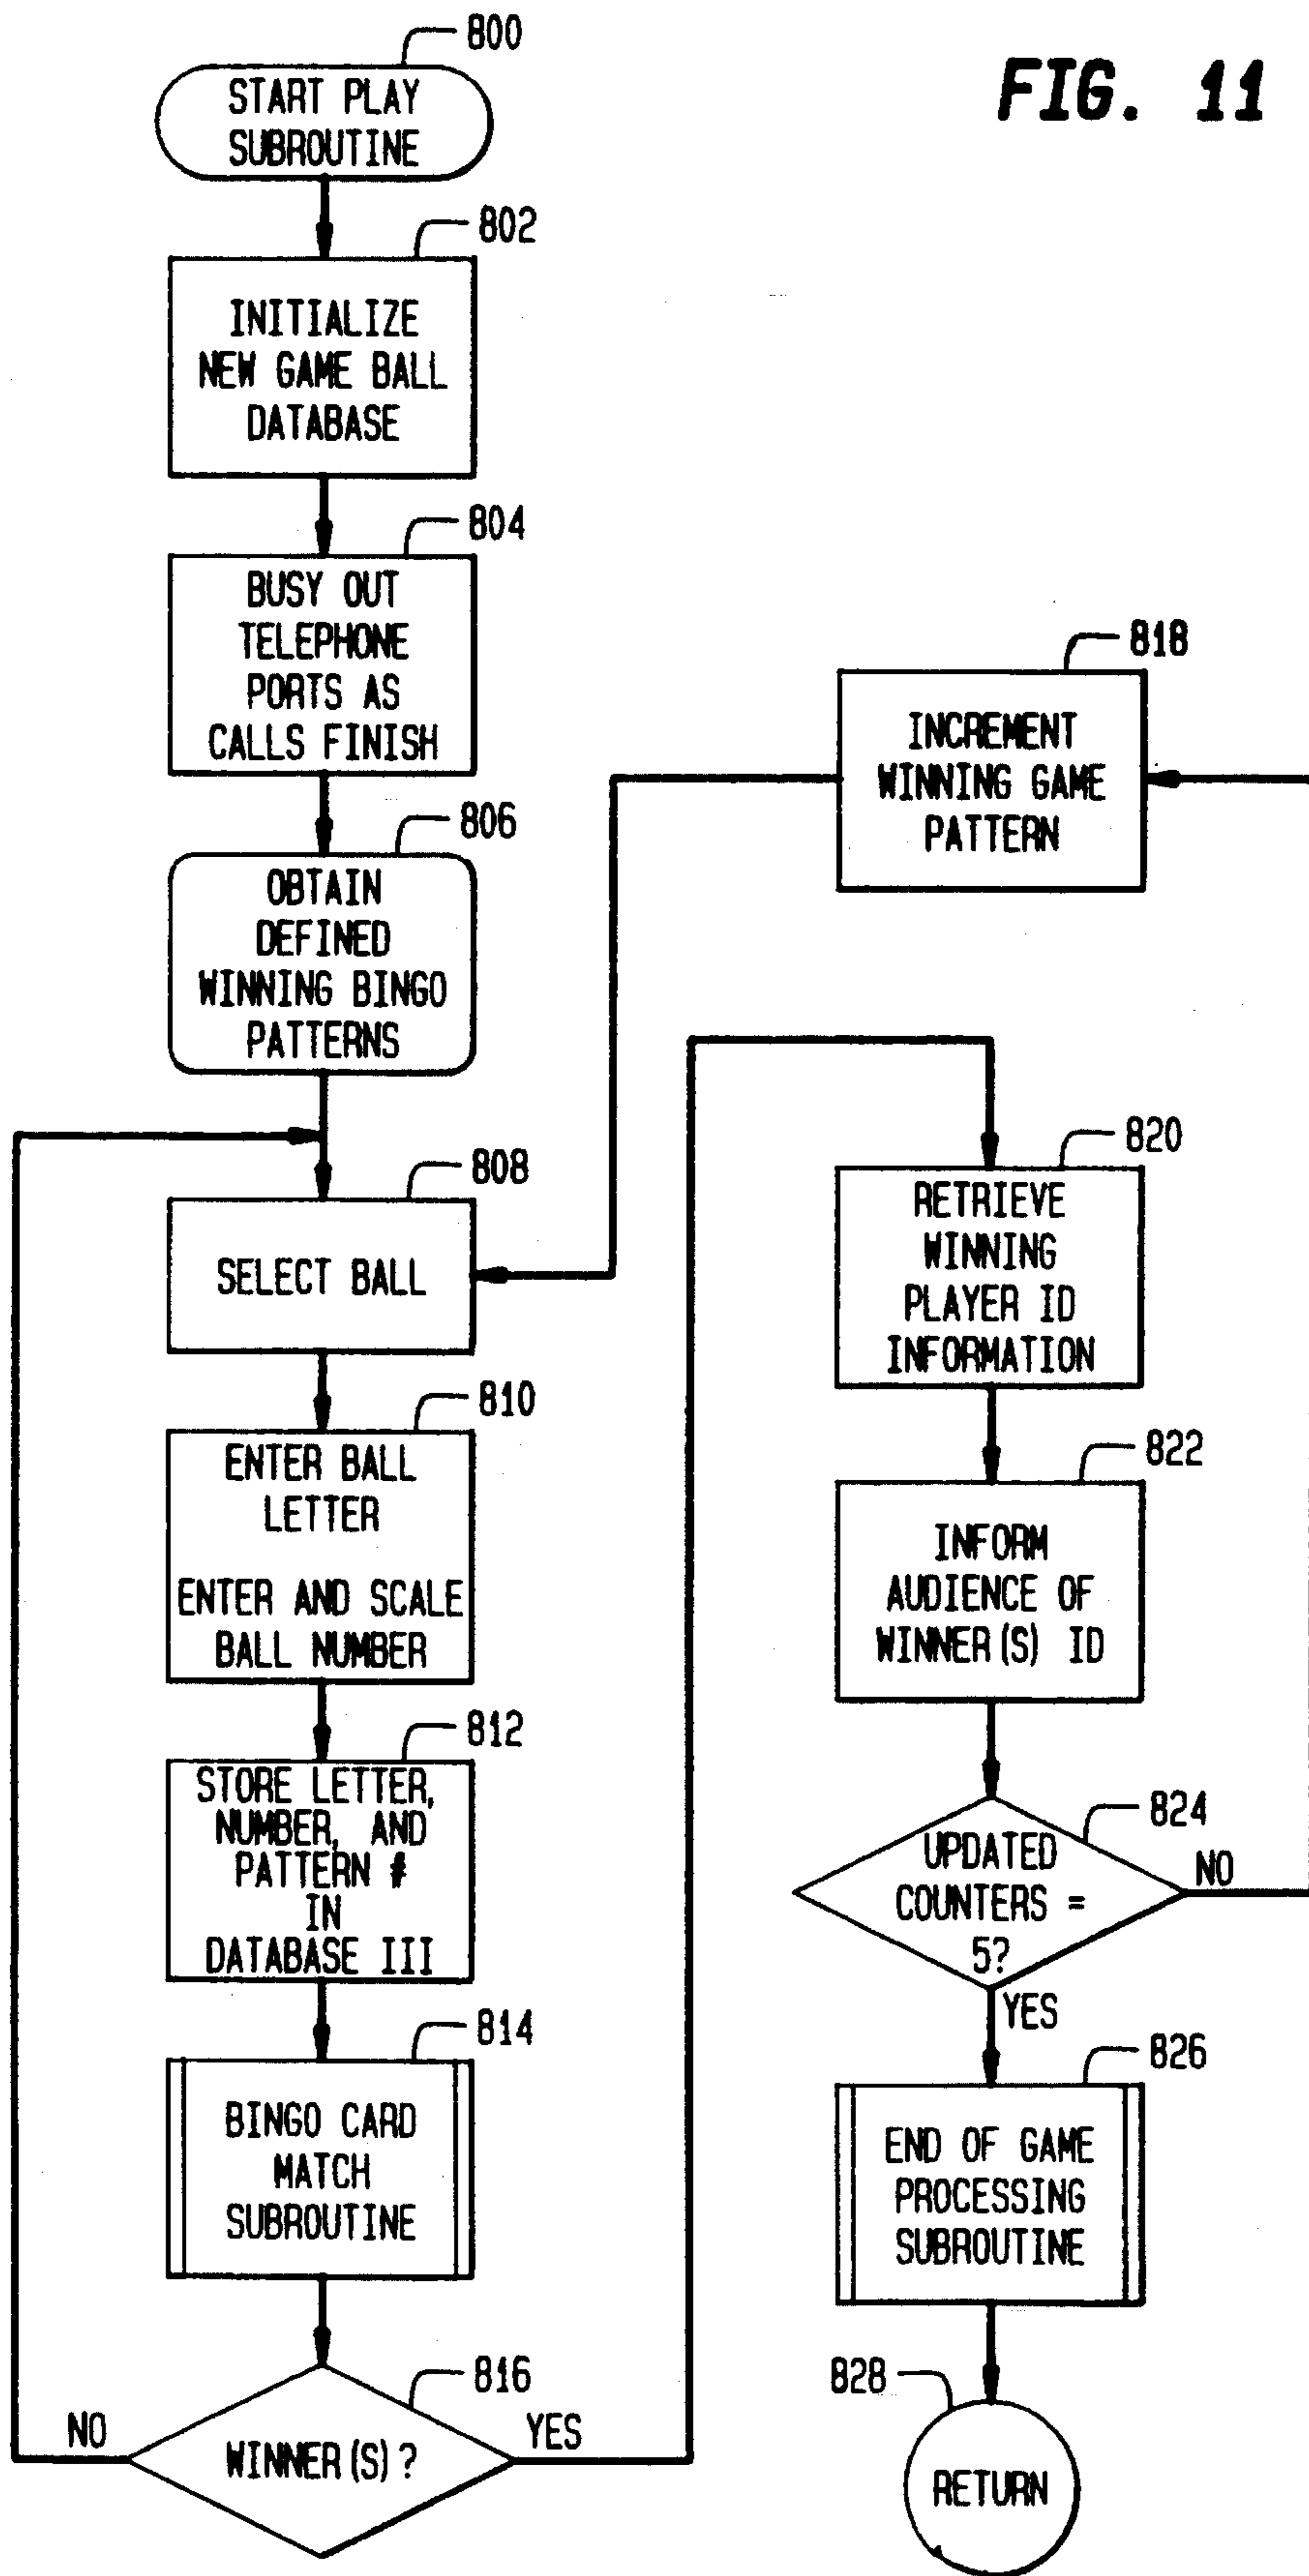 FIG. 11
800
START PLAY
SUBROUTINE
802
INITIALIZE
NEW GAME BALL
DATABASE
804
BUSY OUT
TELEPHONE
PORTS AS
CALLS FINISH
806
OBTAIN
DEFINED
WINNING BINGO
PATTERNS
808
SELECT BALL
810
ENTER BALL
LETTER
ENTER AND SCALE
BALL NUMBER
812
STORE LETTER,
NUMBER, AND
PATTERN #
IN
DATABASE III
814
BINGO CARD
MATCH
SUBROUTINE
816
WINNER(S)?
NO
YES
818
INCREMENT
WINNING GAME
PATTERN
820
RETRIEVE
WINNING
PLAYER ID
INFORMATION
822
INFORM
AUDIENCE OF
WINNER(S) ID
824
UPDATED
COUNTERS =
5?
NO
YES
826
END OF GAME
PROCESSING
SUBROUTINE
828
RETURN